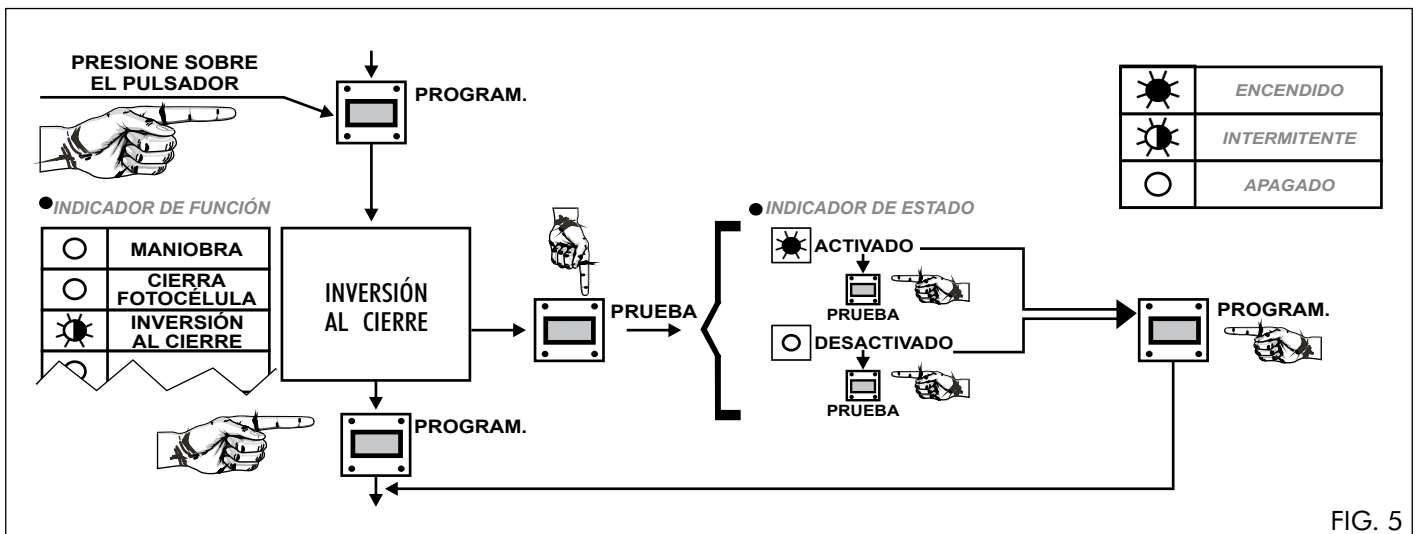 PRESIONE SOBRE
EL PULSADOR
PROGRAM.
INDICADOR DE FUNCIÓN
MANIOBRA
CIERRA
FOTOCÉLULA
INVERSIÓN
AL CIERRE
INVERSIÓN
AL CIERRE
PROGRAM.
PRUEBA
INDICADOR DE ESTADO
ACTIVADO
PRUEBA
DESACTIVADO
PRUEBA
PROGRAM.
ENCENDIDO
INTERMITENTE
APAGADO
FIG. 5